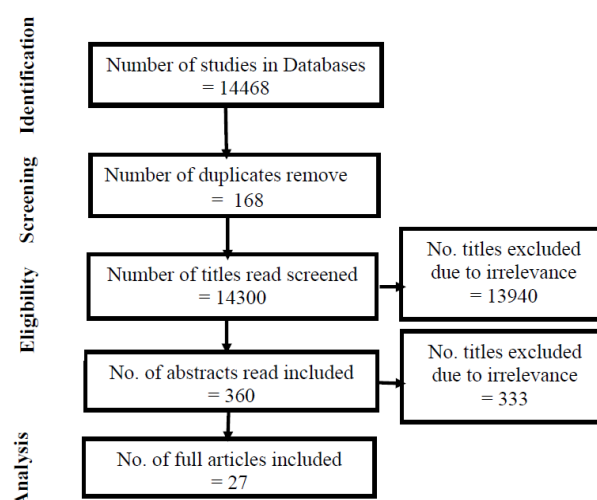 Identification
Number of studies in Databases
= 14468
Screening
Number of duplicates remove
= 168
Eligibility
Number of titles read screened
= 14300
No. titles excluded
due to irrelevance
= 13940
No. of abstracts read included
= 360
No. titles excluded
due to irrelevance
= 333
Analysis
No. of full articles included
= 27